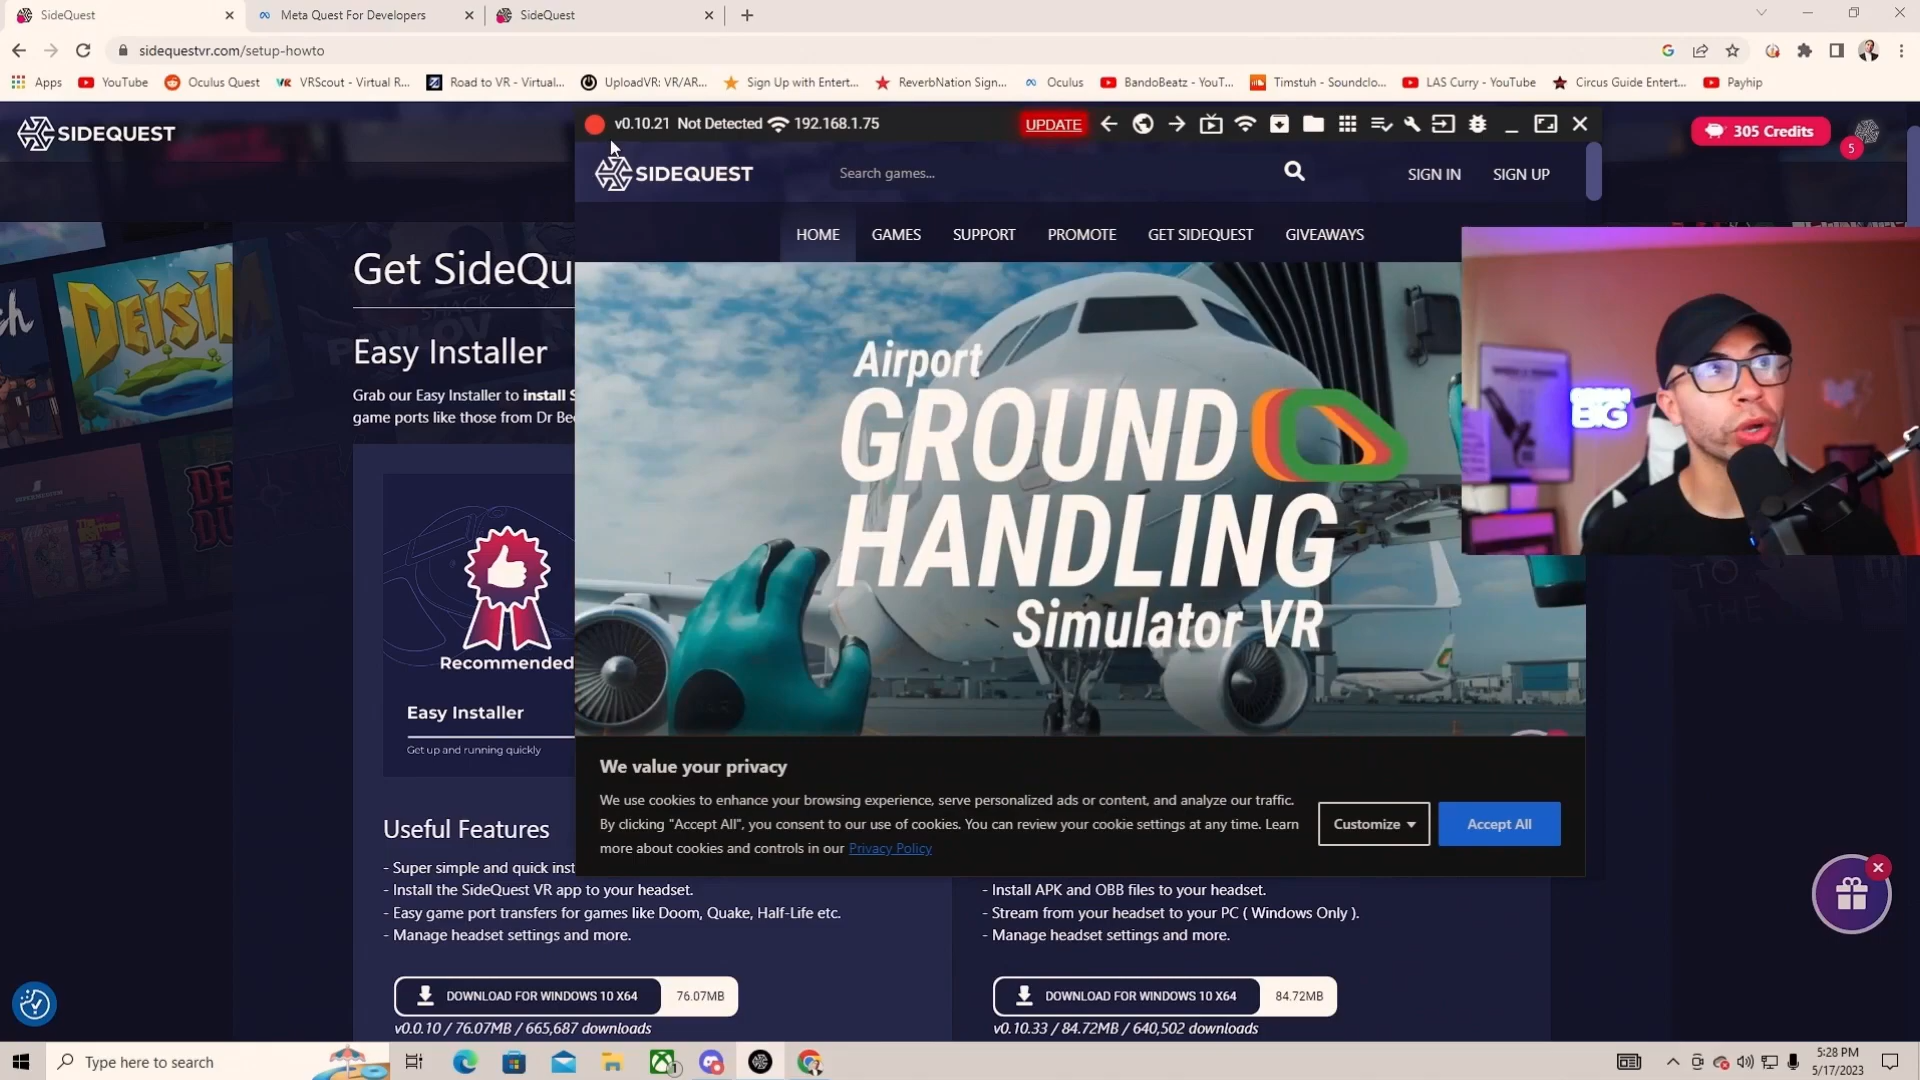 SideQuest
Meta Quest For Developers
SideQuest
sidequestvr.com/setup-howto
Apps
YouTube
Oculus Quest
VRScout - Virtual R...
Road to VR - Virtual...
UploadVR: VR/AR...
Sign Up with Entert...
ReverbNation Sign...
Oculus
BandoBeatz - YouT...
Timstuh - Soundclo...
LAS Curry - YouTube
Circus Guide Entert...
Payhip
SIDEQUEST
v0.10.21 Not Detected 192.168.1.75
UPDATE
305 Credits
5
SIDEQUEST
Search games...
SIGN IN
SIGN UP
HOME
GAMES
SUPPORT
PROMOTE
GET SIDEQUEST
GIVEAWAYS
Get SideQu
Easy Installer
Grab our Easy Installer to install S
game ports like those from Dr Be
Airport
GROUND
HANDLING
Simulator VR
BIG
DEISIM
Recommended
Easy Installer
Get up and running quickly
We value your privacy
We use cookies to enhance your browsing experience, serve personalized ads or content, and analyze our traffic.
By clicking "Accept All", you consent to our use of cookies. You can review your cookie settings at any time. Learn
more about cookies and controls in our Privacy Policy
Customize
Accept All
Useful Features
- Super simple and quick inst
- Install the SideQuest VR app to your headset.
- Easy game port transfers for games like Doom, Quake, Half-Life etc.
- Manage headset settings and more.
- Install APK and OBB files to your headset.
- Stream from your headset to your PC ( Windows Only ).
- Manage headset settings and more.
DOWNLOAD FOR WINDOWS 10 X64
76.07MB
v0.0.10 / 76.07MB / 665,687 downloads
DOWNLOAD FOR WINDOWS 10 X64
84.72MB
v0.10.33 / 84.72MB / 640,502 downloads
Type here to search
1
5:28 PM
5/17/2023